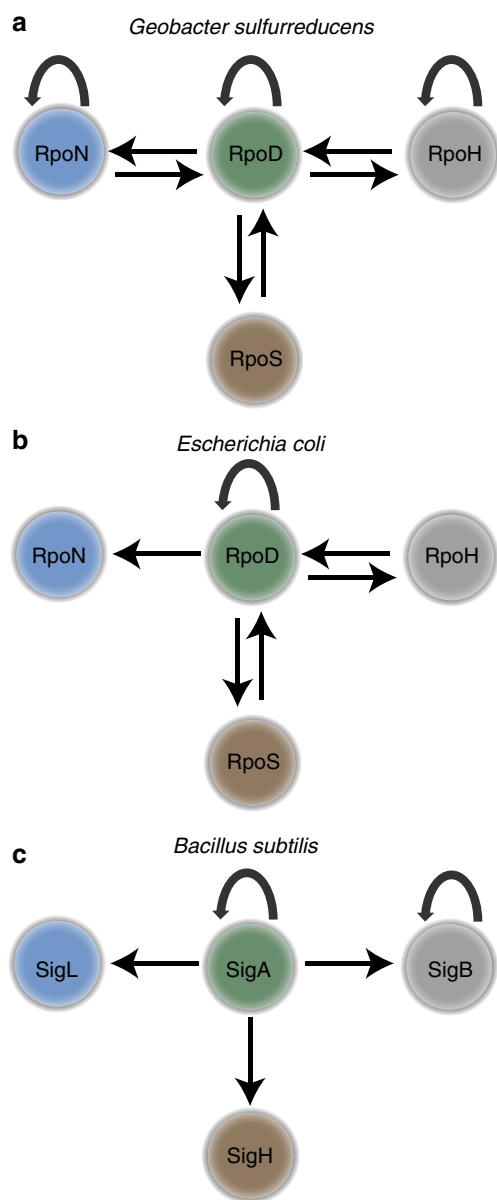 a
Geobacter sulfurreducens
RpoN RpoD RpoH
RpoS
b
Escherichia coli
RpoN RpoD RpoH
RpoS
c
Bacillus subtilis
SigL SigA SigB
SigH